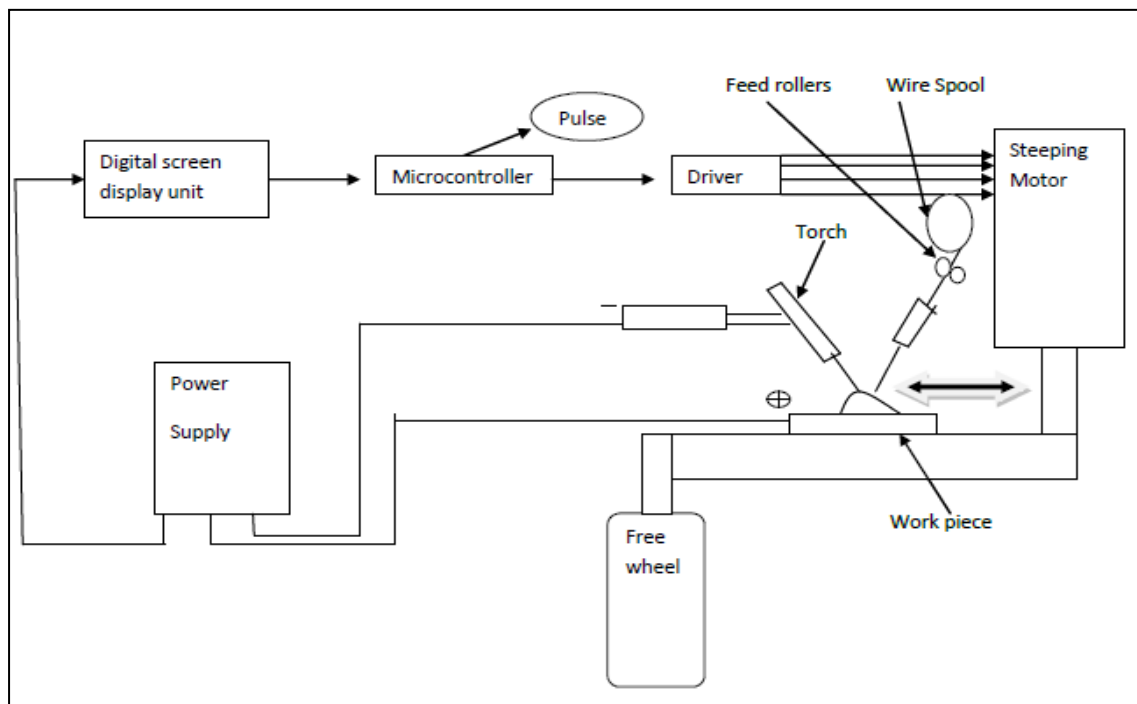 Feed rollers
Wire Spool
Pulse
Digital screen
display unit
Microcontroller
Driver
Steeping
Motor
Torch
Power
Supply
Work piece
Free
wheel